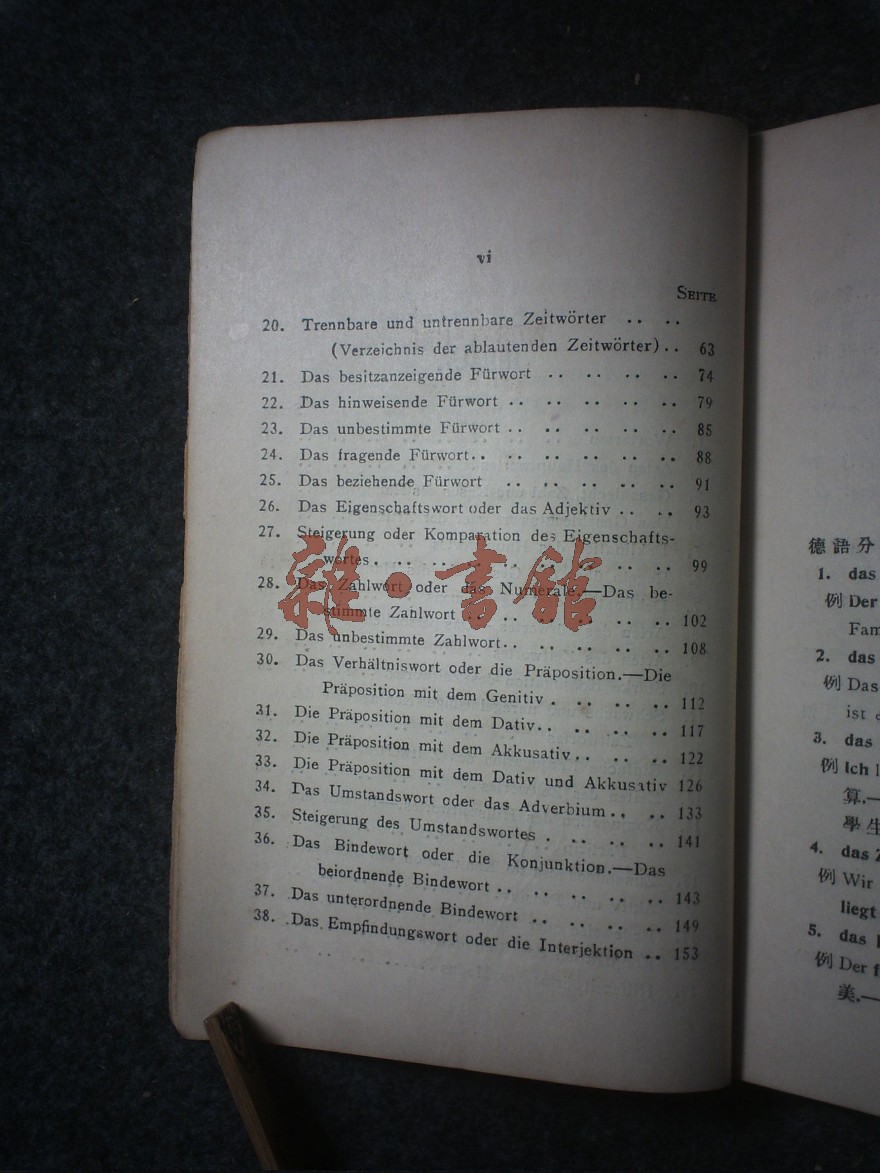 vi
SEITE
20. Trennbare und untrennbare Zeitwörter .. ..
(Verzeichnis der ablautenden Zeitwörter) .. 63
21. Das besitzanzeigende Fürwort .. .. .. .. 74
22. Das hinweisende Fürwort .. .. .. .. .. 79
23. Das unbestimmte Fürwort .. .. .. .. .. 85
24. Das fragende Fürwort .. .. .. .. .. .. 88
25. Das beziehende Fürwort .. .. .. .. .. 91
26. Das Eigenschaftswort oder das Adjektiv .. .. 93
27. Steigerung oder Komparation des Eigenschafts-
wortes . .. .. .. .. .. .. .. .. 99
28. Das Zahlwort oder das Numerale.—Das be-
stimmte Zahlwort .. .. .. .. .. .. 102
29. Das unbestimmte Zahlwort .. .. .. .. .. 108
30. Das Verhältniswort oder die Präposition.—Die
Präposition mit dem Genitiv . .. .. .. .. 112
31. Die Präposition mit dem Dativ .. .. .. .. 117
32. Die Präposition mit dem Akkusativ .. .. .. 122
33. Die Präposition mit dem Dativ und Akkusativ 126
34. Das Umstandswort oder das Adverbium .. .. 133
35. Steigerung des Umstandswortes . .. .. .. 141
36. Das Bindewort oder die Konjunktion.—Das
beiordnende Bindewort .. .. .. .. .. 143
37. Das unterordnende Bindewort .. .. .. .. 149
38. Das Empfindungswort oder die Interjektion .. 153
雜·書館
德語分
1. das
例 Der
Fam
2. das
例 Das
ist
3. das
例 Ich
算.—
學生
4. das
例 Wir
liegt
5. das
例 Der
美.—